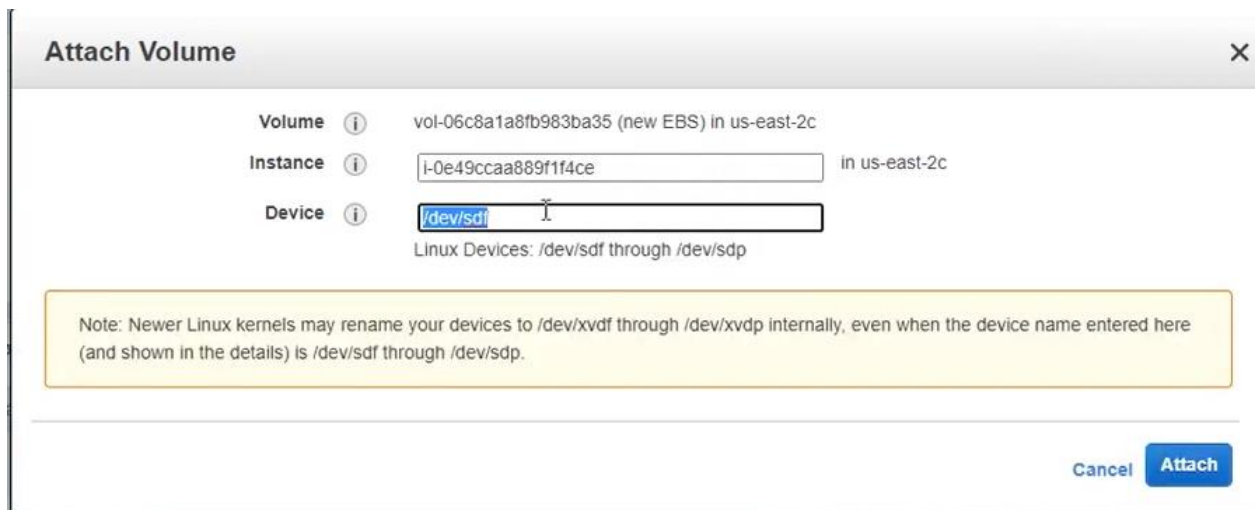 Attach Volume
Volume vol-06c8a1a8fb983ba35 (new EBS) in us-east-2c
Instance i-0e49ccaa889f1f4ce in us-east-2c
Device /dev/sdf
Linux Devices: /dev/sdf through /dev/sdp
Note: Newer Linux kernels may rename your devices to /dev/xvdf through /dev/xvdp internally, even when the device name entered here
(and shown in the details) is /dev/sdf through /dev/sdp.
Cancel Attach